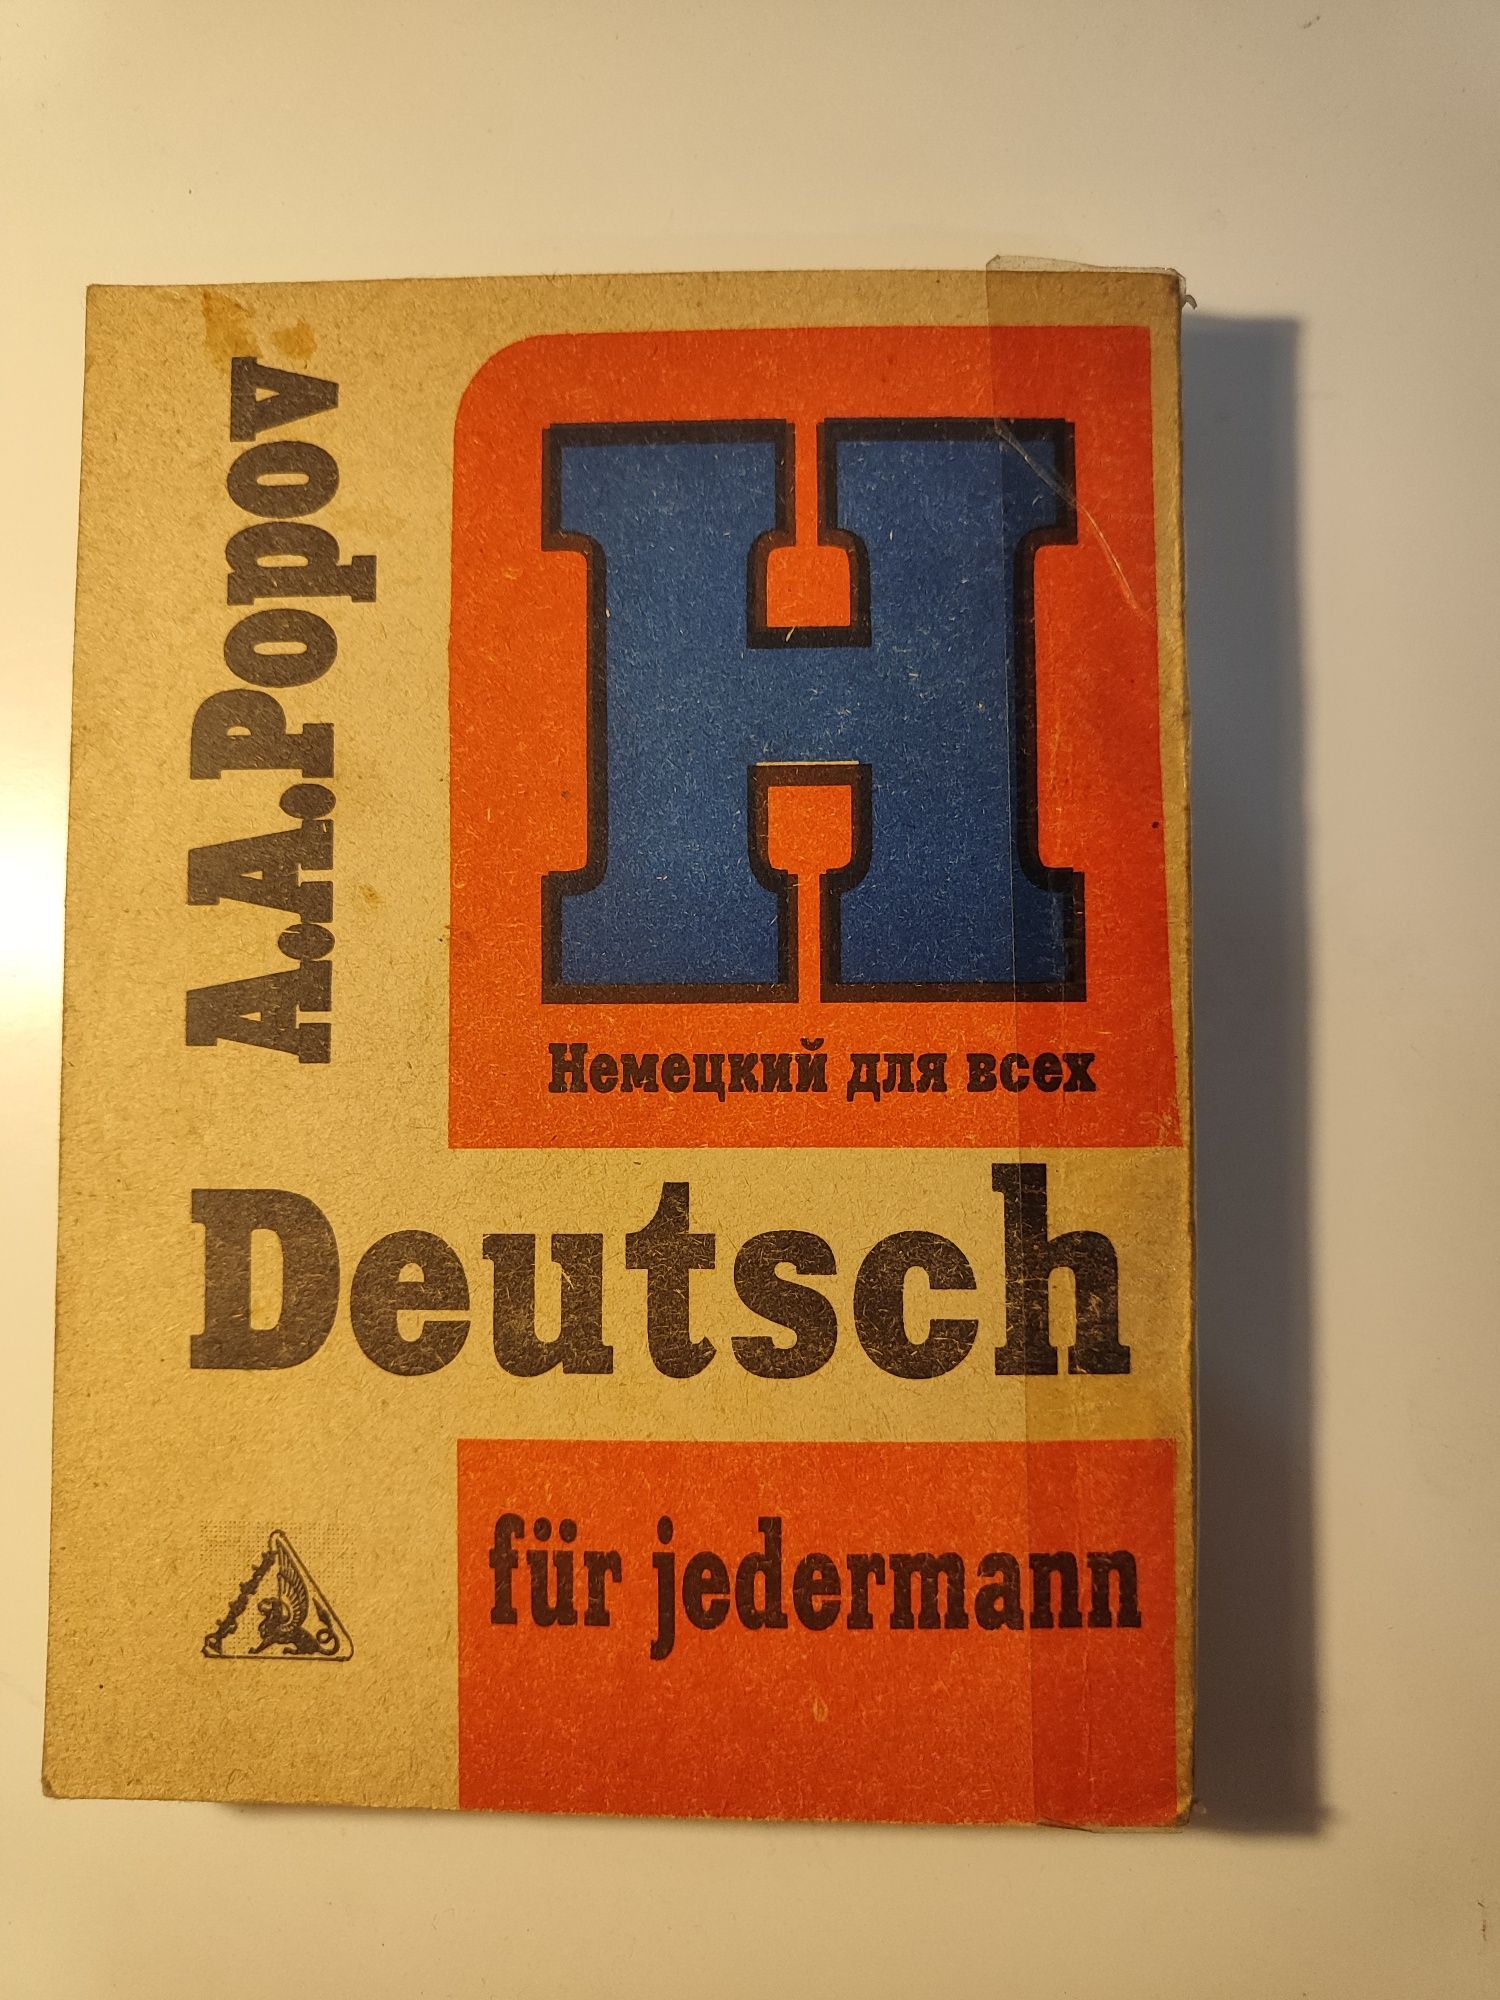 A.A.Popov
Н
Немецкий для всех
Deutsch
für jedermann